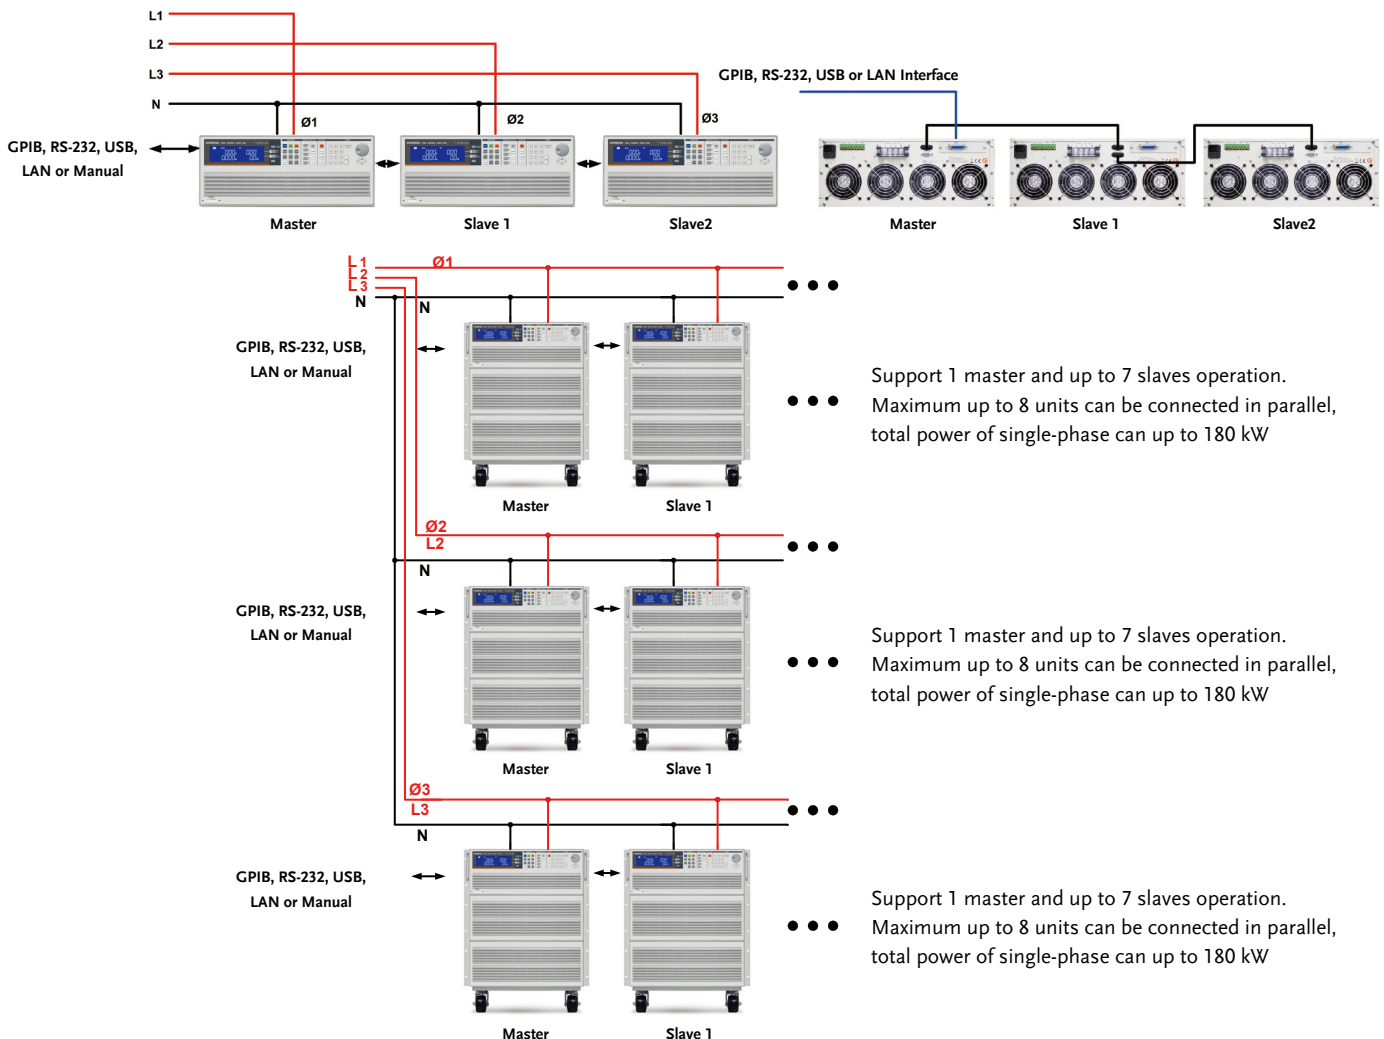 L1
L2
L3
N
Ø1
Ø2
Ø3
GPIB, RS-232, USB,
LAN or Manual
Master
Slave 1
Slave2
GPIB, RS-232, USB or LAN Interface
Master
Slave 1
Slave2
L1
L2
L3
N
Ø1
N
GPIB, RS-232, USB,
LAN or Manual
Master
Slave 1
Support 1 master and up to 7 slaves operation.
Maximum up to 8 units can be connected in parallel,
total power of single-phase can up to 180 kW
Ø2
L2
N
GPIB, RS-232, USB,
LAN or Manual
Master
Slave 1
Support 1 master and up to 7 slaves operation.
Maximum up to 8 units can be connected in parallel,
total power of single-phase can up to 180 kW
Ø3
L3
N
GPIB, RS-232, USB,
LAN or Manual
Master
Slave 1
Support 1 master and up to 7 slaves operation.
Maximum up to 8 units can be connected in parallel,
total power of single-phase can up to 180 kW